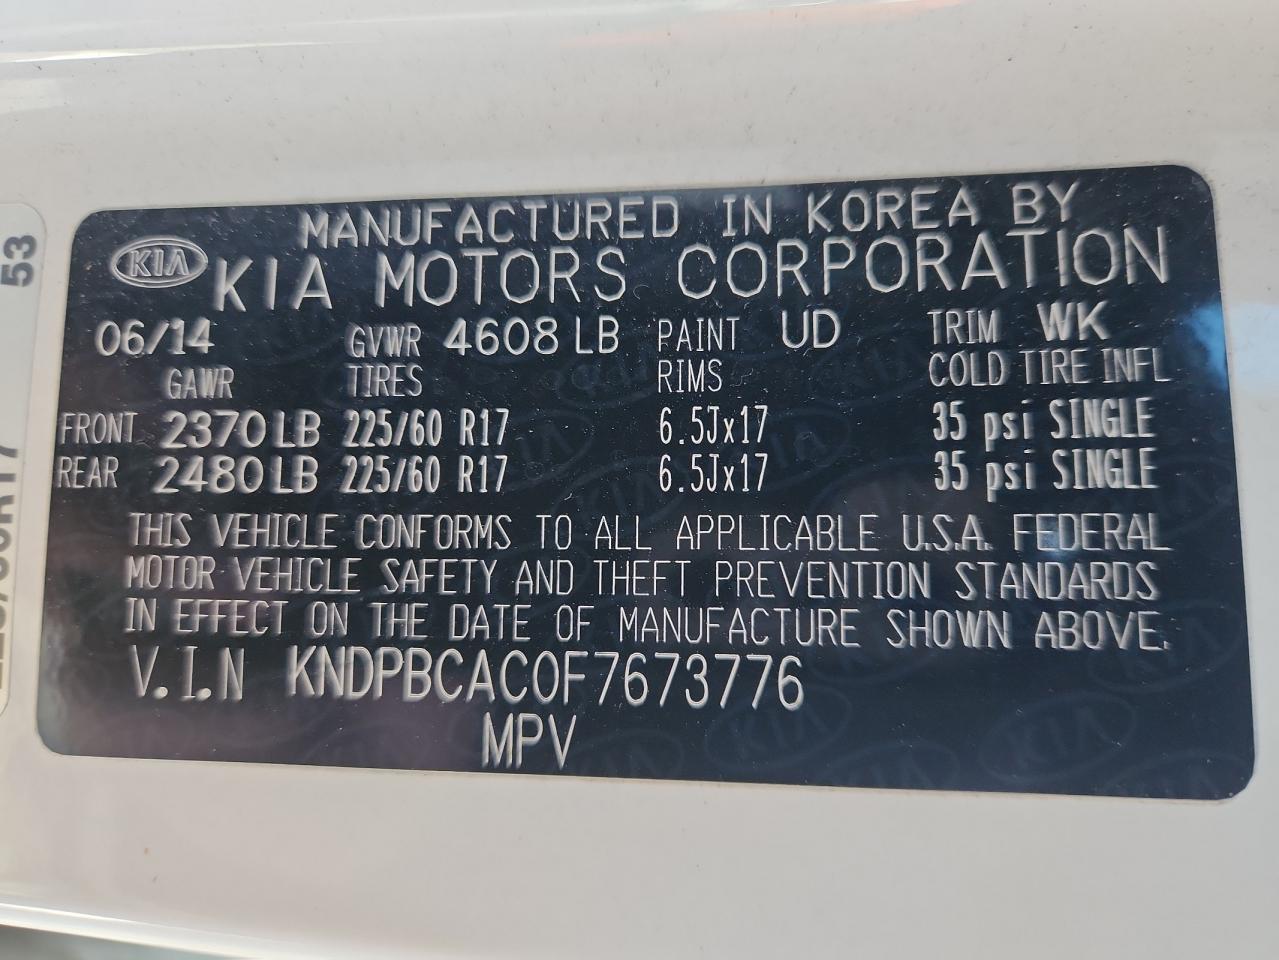 MANUFACTURED IN KOREA BY
KIA KIA MOTORS CORPORATION
06/14 GVWR 4608 LB PAINT UD TRIM WK
GAWR TIRES RIMS COLD TIRE INFL
FRONT 2370 LB 225/60 R17 6.5Jx17 35 psi SINGLE
REAR 2480 LB 225/60 R17 6.5Jx17 35 psi SINGLE
THIS VEHICLE CONFORMS TO ALL APPLICABLE U.S.A. FEDERAL
MOTOR VEHICLE SAFETY AND THEFT PREVENTION STANDARDS
IN EFFECT ON THE DATE OF MANUFACTURE SHOWN ABOVE.
V.I.N KNDPBCAC0F7673776
MPV
53